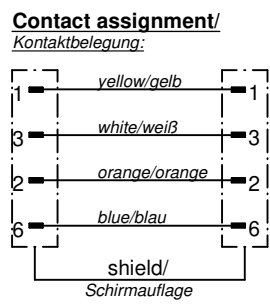 Contact assignment/
Kontaktbelegung:
1 yellow/gelb 1
3 white/weiß 3
2 orange/orange 2
6 blue/blau 6
shield/
Schirmauflage